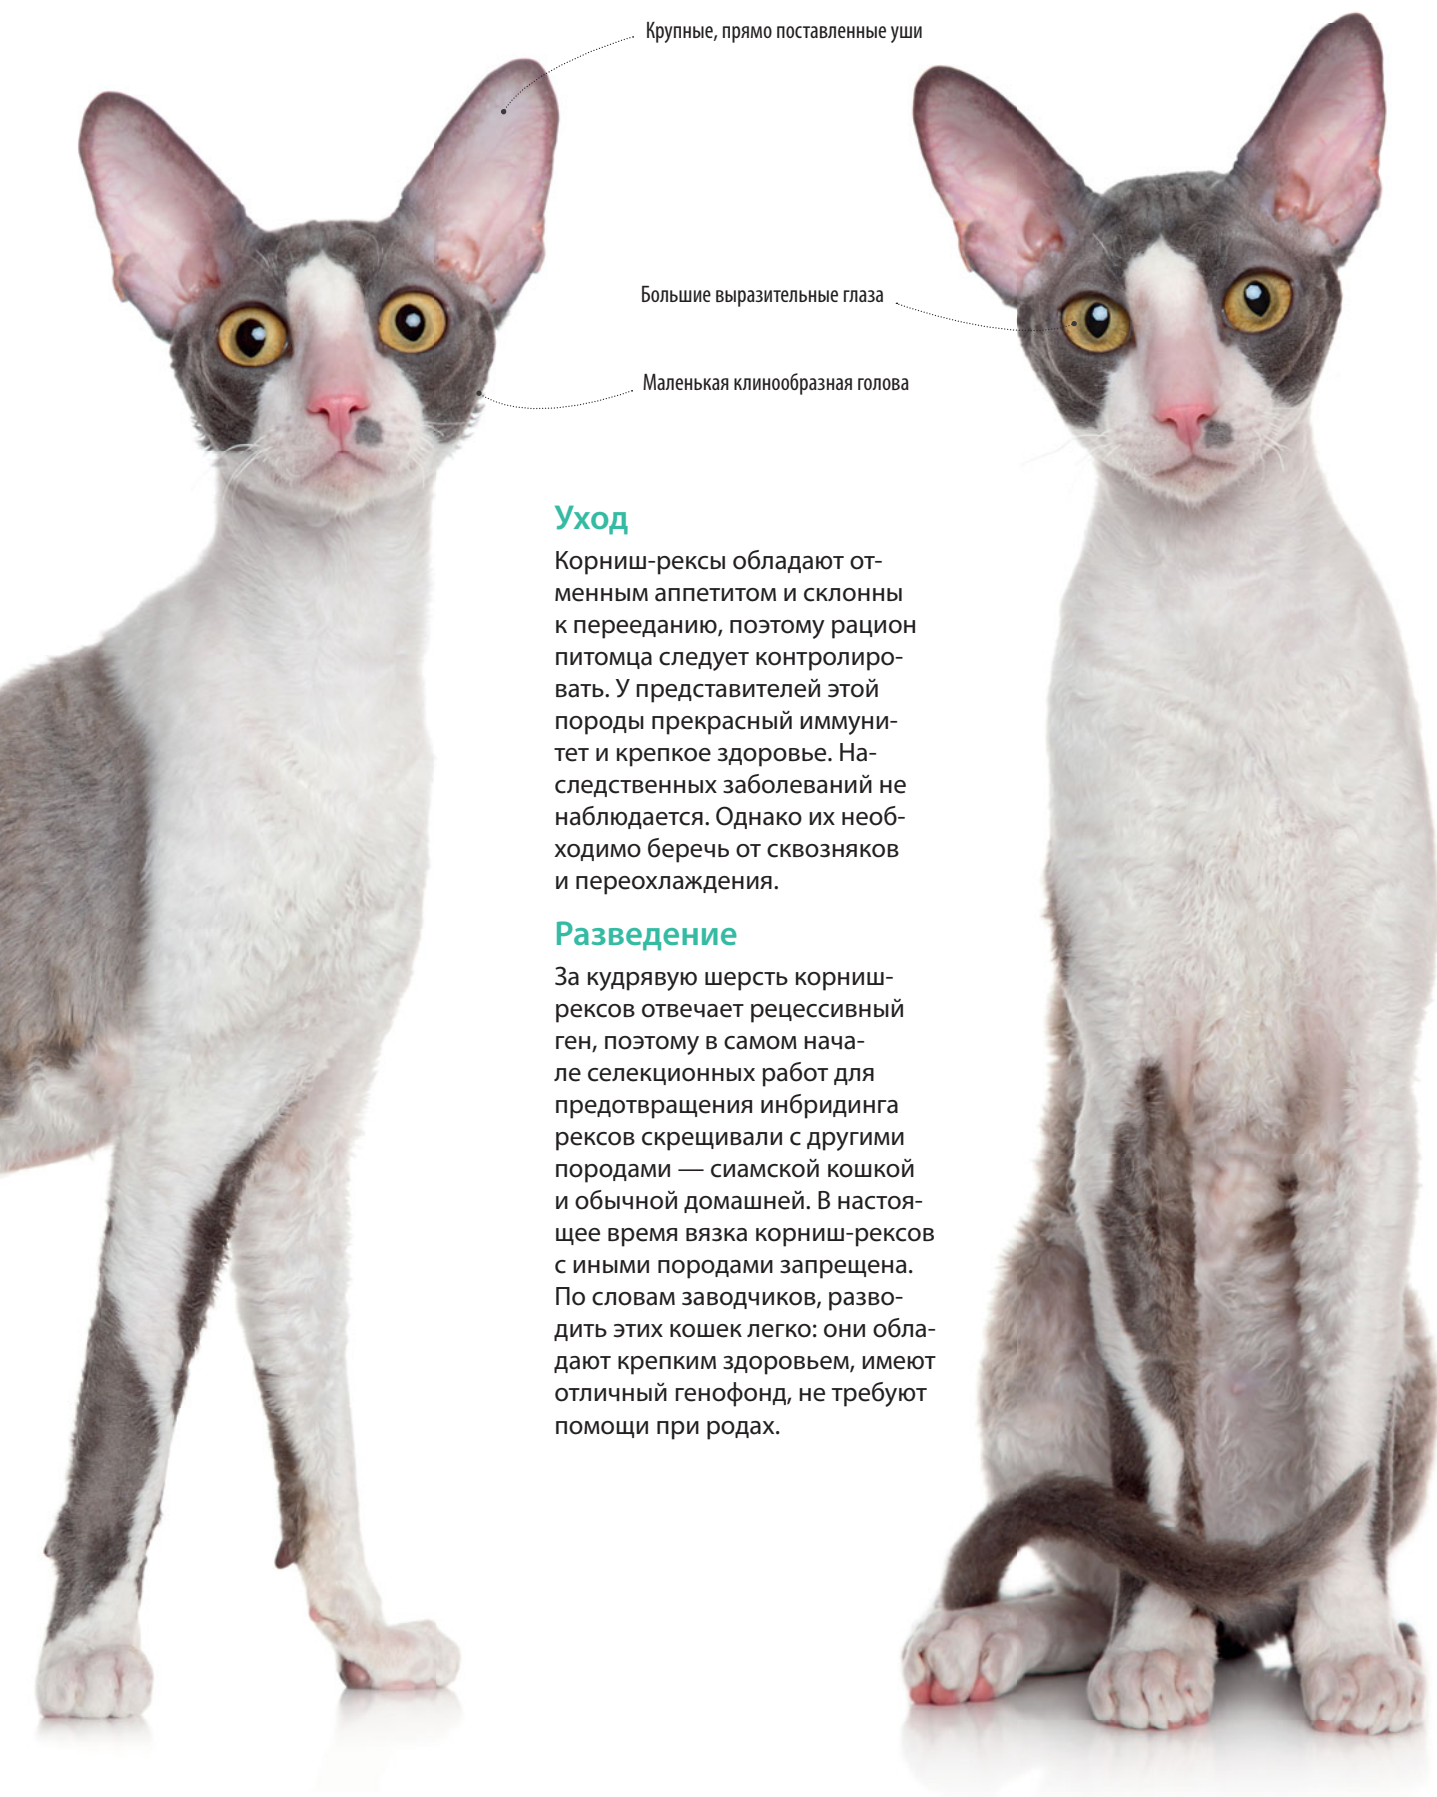 Крупные, прямо поставленные уши
Большие выразительные глаза
Маленькая клинообразная голова
Уход
Корниш-рексы обладают от-
менным аппетитом и склонны
к перееданию, поэтому рацион
питомца следует контролиро-
вать. У представителей этой
породы прекрасный иммуни-
тет и крепкое здоровье. На-
следственных заболеваний не
наблюдается. Однако их необ-
ходимо беречь от сквозняков
и переохлаждения.
Разведение
За кудрявую шерсть корниш-
рексов отвечает рецессивный
ген, поэтому в самом нача-
ле селекционных работ для
предотвращения инбридинга
рексов скрещивали с другими
породами — сиамской кошкой
и обычной домашней. В настоя-
щее время вязка корниш-рексов
с иными породами запрещена.
По словам заводчиков, разво-
дить этих кошек легко: они обла-
дают крепким здоровьем, имеют
отличный генофонд, не требуют
помощи при родах.